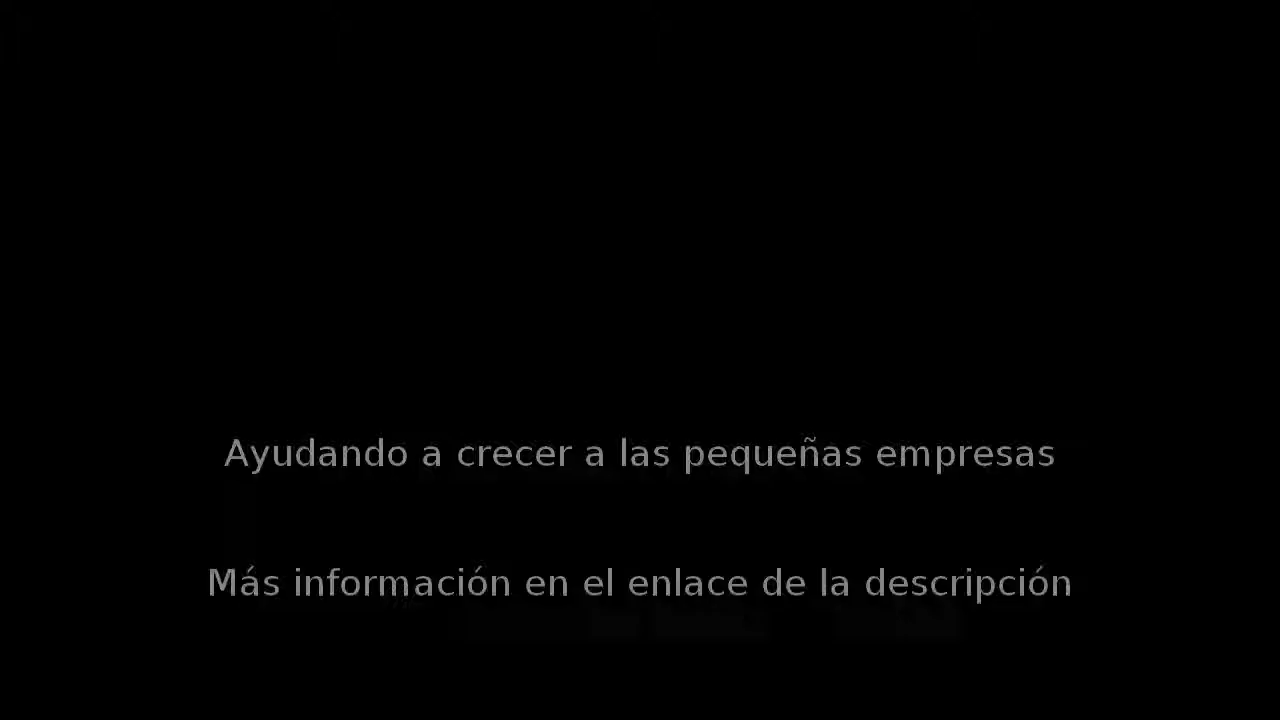 Ayudando a crecer a las pequeñas empresas
Más información en el enlace de la descripción